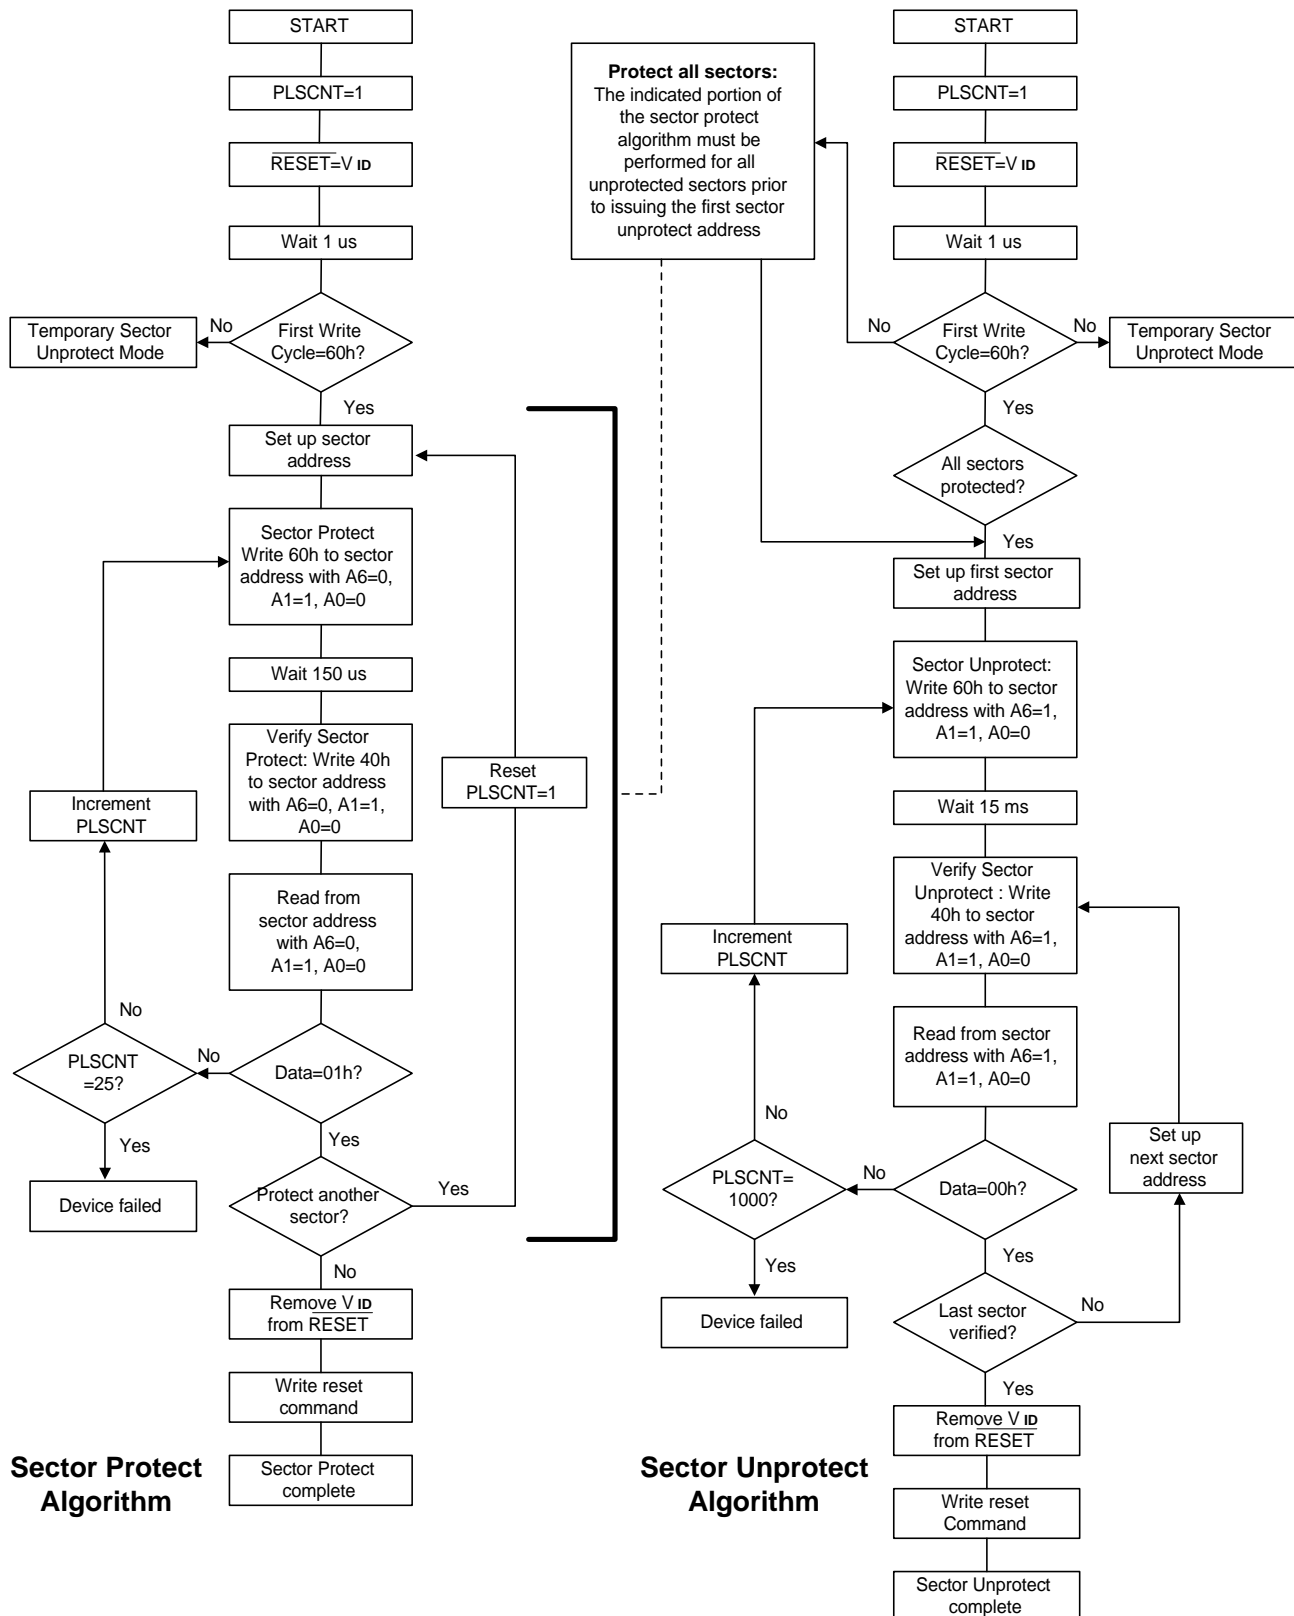 START
PLSCNT=1
RESET=V ID
Wait 1 us
First Write
Cycle=60h?
No
Temporary Sector
Unprotect Mode
Yes
Set up sector
address
Sector Protect
Write 60h to sector
address with A6=0,
A1=1, A0=0
Wait 150 us
Verify Sector
Protect: Write 40h
to sector address
with A6=0, A1=1,
A0=0
Increment
PLSCNT
Reset
PLSCNT=1
Read from
sector address
with A6=0,
A1=1, A0=0
No
PLSCNT
=25?
No
Data=01h?
Yes
Device failed
Yes
Protect another
sector?
Yes
No
Remove V ID
from RESET
Write reset
command
Sector Protect
complete
Sector Protect
Algorithm
Protect all sectors:
The indicated portion of
the sector protect
algorithm must be
performed for all
unprotected sectors prior
to issuing the first sector
unprotect address
START
PLSCNT=1
RESET=V ID
Wait 1 us
No
First Write
Cycle=60h?
No
Temporary Sector
Unprotect Mode
Yes
All sectors
protected?
Yes
Set up first sector
address
Sector Unprotect:
Write 60h to sector
address with A6=1,
A1=1, A0=0
Wait 15 ms
Verify Sector
Unprotect : Write
40h to sector
address with A6=1,
A1=1, A0=0
Increment
PLSCNT
Read from sector
address with A6=1,
A1=1, A0=0
No
PLSCNT=
1000?
No
Data=00h?
Set up
next sector
address
Yes
Device failed
Yes
Last sector
verified?
No
Yes
Remove V ID
from RESET
Write reset
Command
Sector Unprotect
complete
Sector Unprotect
Algorithm